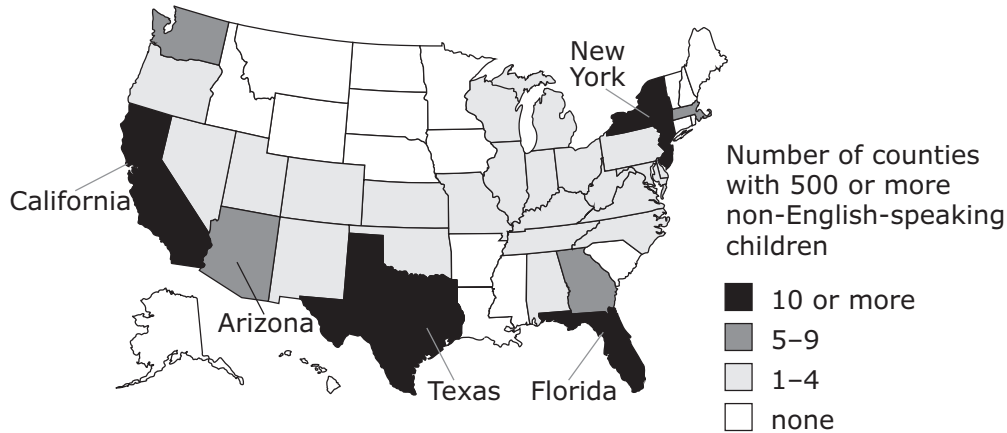 New
York
California
Arizona
Texas
Florida
Number of counties
with 500 or more
non-English-speaking
children
10 or more
5–9
1–4
none